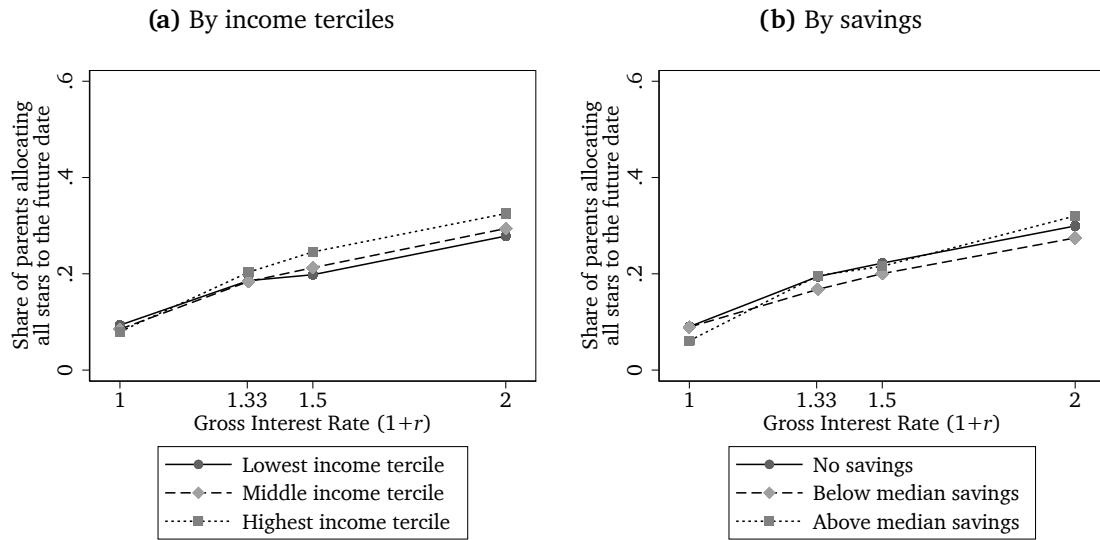 (a) By income terciles
Share of parents allocating
all stars to the future date
.6
.4
.2
0
1 1.33 1.5 2
Gross Interest Rate (1+r)
Lowest income tercile
Middle income tercile
Highest income tercile
(b) By savings
Share of parents allocating
all stars to the future date
.6
.4
.2
0
1 1.33 1.5 2
Gross Interest Rate (1+r)
No savings
Below median savings
Above median savings